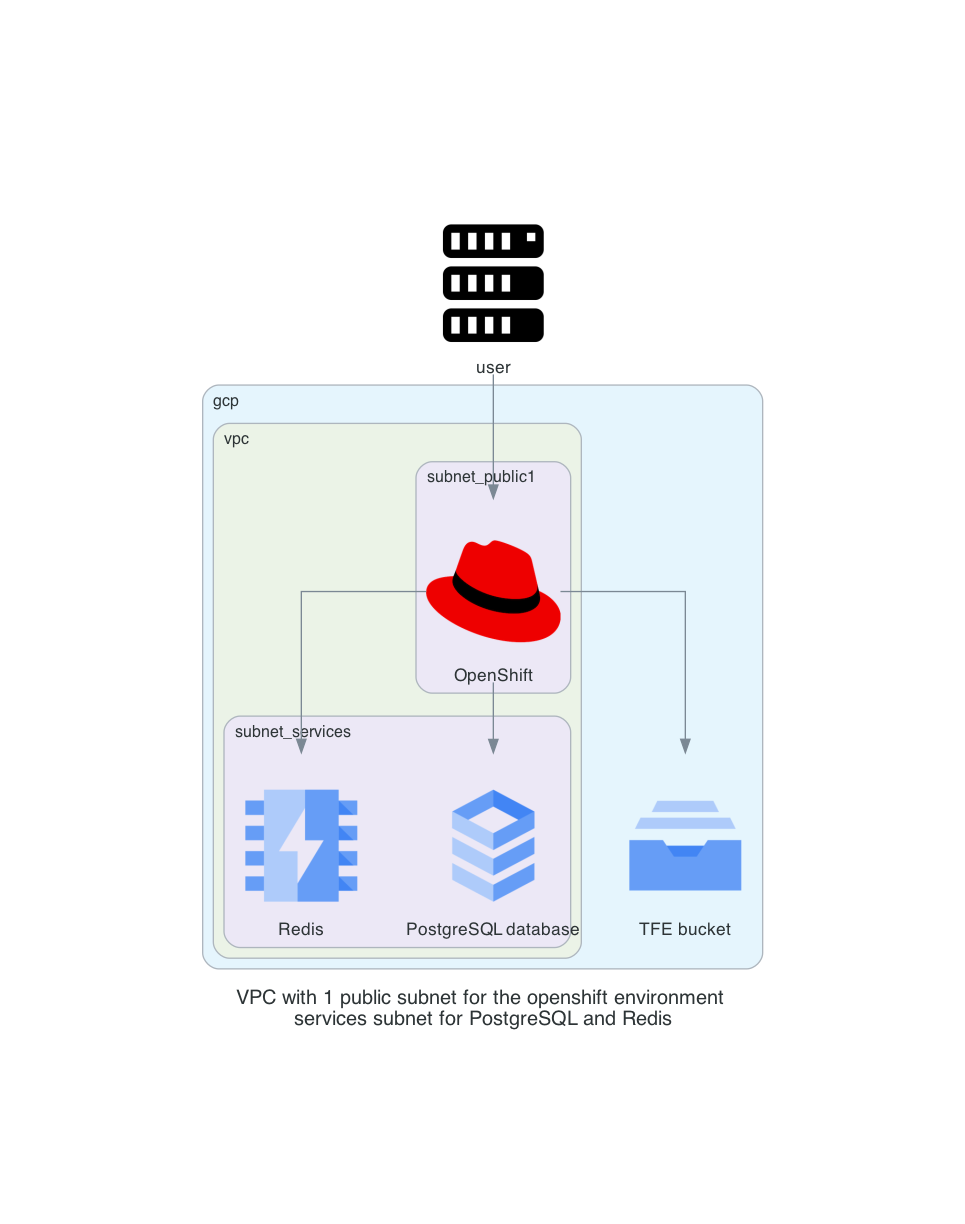 user
gcp
vpc
subnet_public1
OpenShift
subnet_services
Redis
PostgreSQL database
TFE bucket
VPC with 1 public subnet for the openshift environment
services subnet for PostgreSQL and Redis